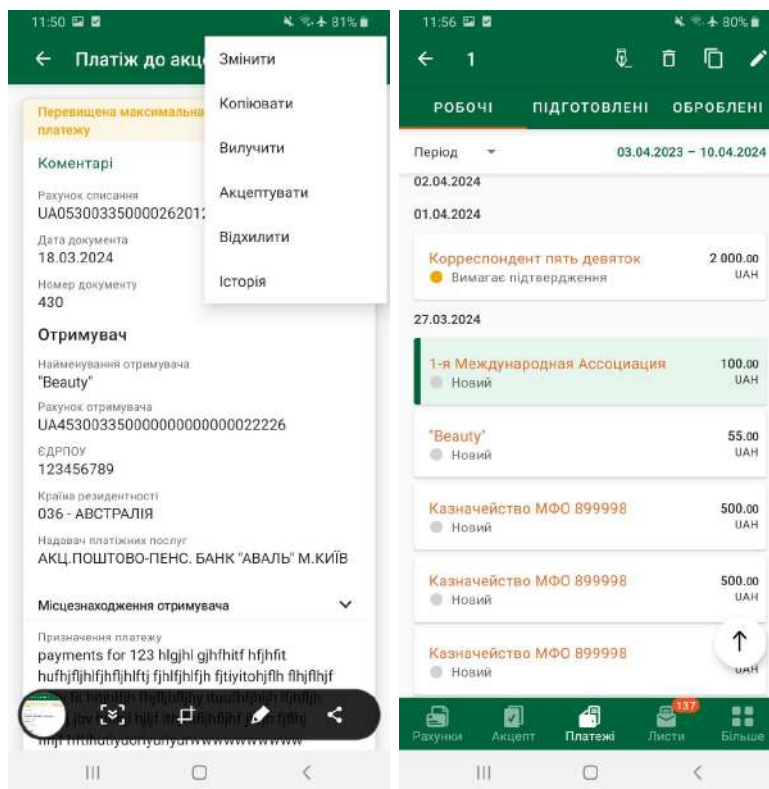 11:50
81%
Платіж до акц
Змінити
Копіювати
Вилучити
Акцептувати
Відхилити
Історія
Перевищена максимальна
платежу
Коментарі
Рахунок списання
UA053003350000026201
Дата документа
18.03.2024
Номер документу
430
Отримувач
Найменування отримувача
"Beauty"
Рахунок отримувача
ЄДРПОУ
123456789
Країна резидентності
036 - АВСТРАЛІЯ
Надавач платіжних послуг
АКЦ.ПОШТОВО-ПЕНС. БАНК "АВАЛЬ" М.КИЇВ
Місцезнаходження отримувача
Призначення платежу
payments for 123 hlgjhl gjhfhitf hfjhfit
11:56
80%
1
РОБОЧІ
ПІДГОТОВЛЕНІ
ОБРОБЛЕНІ
Період
03.04.2023 – 10.04.2024
02.04.2024
01.04.2024
Корреспондент пять девяток
2 000.00
Вимагає підтвердження
UAH
27.03.2024
1-я Международная Ассоциация
100.00
Новий
UAH
"Beauty"
55.00
Новий
UAH
Казначейство МФО 899998
500.00
Новий
UAH
Казначейство МФО 899998
500.00
Новий
UAH
Казначейство МФО 899998
Новий
UAH
Рахунки
Акцепт
Платежі
137
Листи
Більше